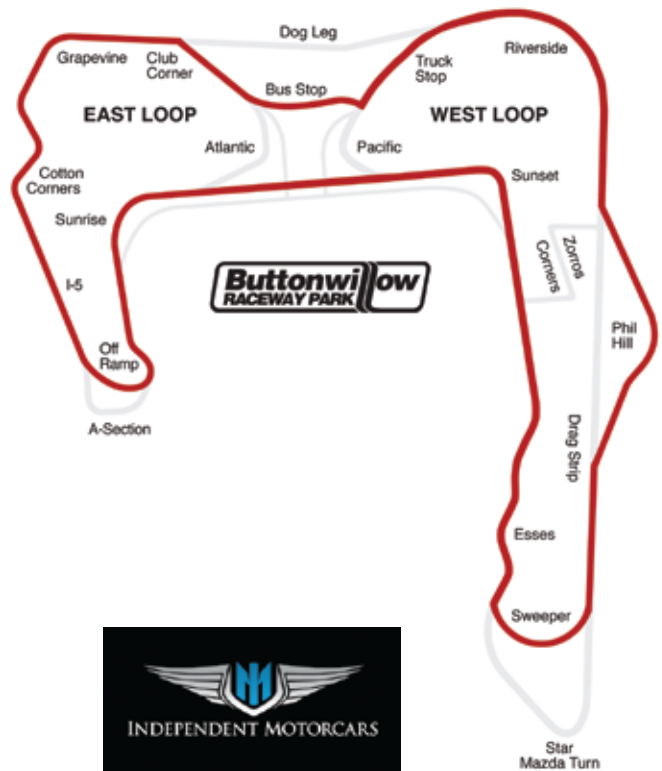 Dog Leg
Riverside
Grapevine
Club
Corner
Truck
Stop
Bus Stop
EAST LOOP
WEST LOOP
Atlantic
Pacific
Cotton
Corners
Sunset
Sunrise
Zorros
Corners
I-5
Buttonwillow
RACEWAY PARK
Phil
Hill
Off
Ramp
A-Section
Drag Strip
Esses
Sweeper
IM
INDEPENDENT MOTORCARS
Star
Mazda Turn